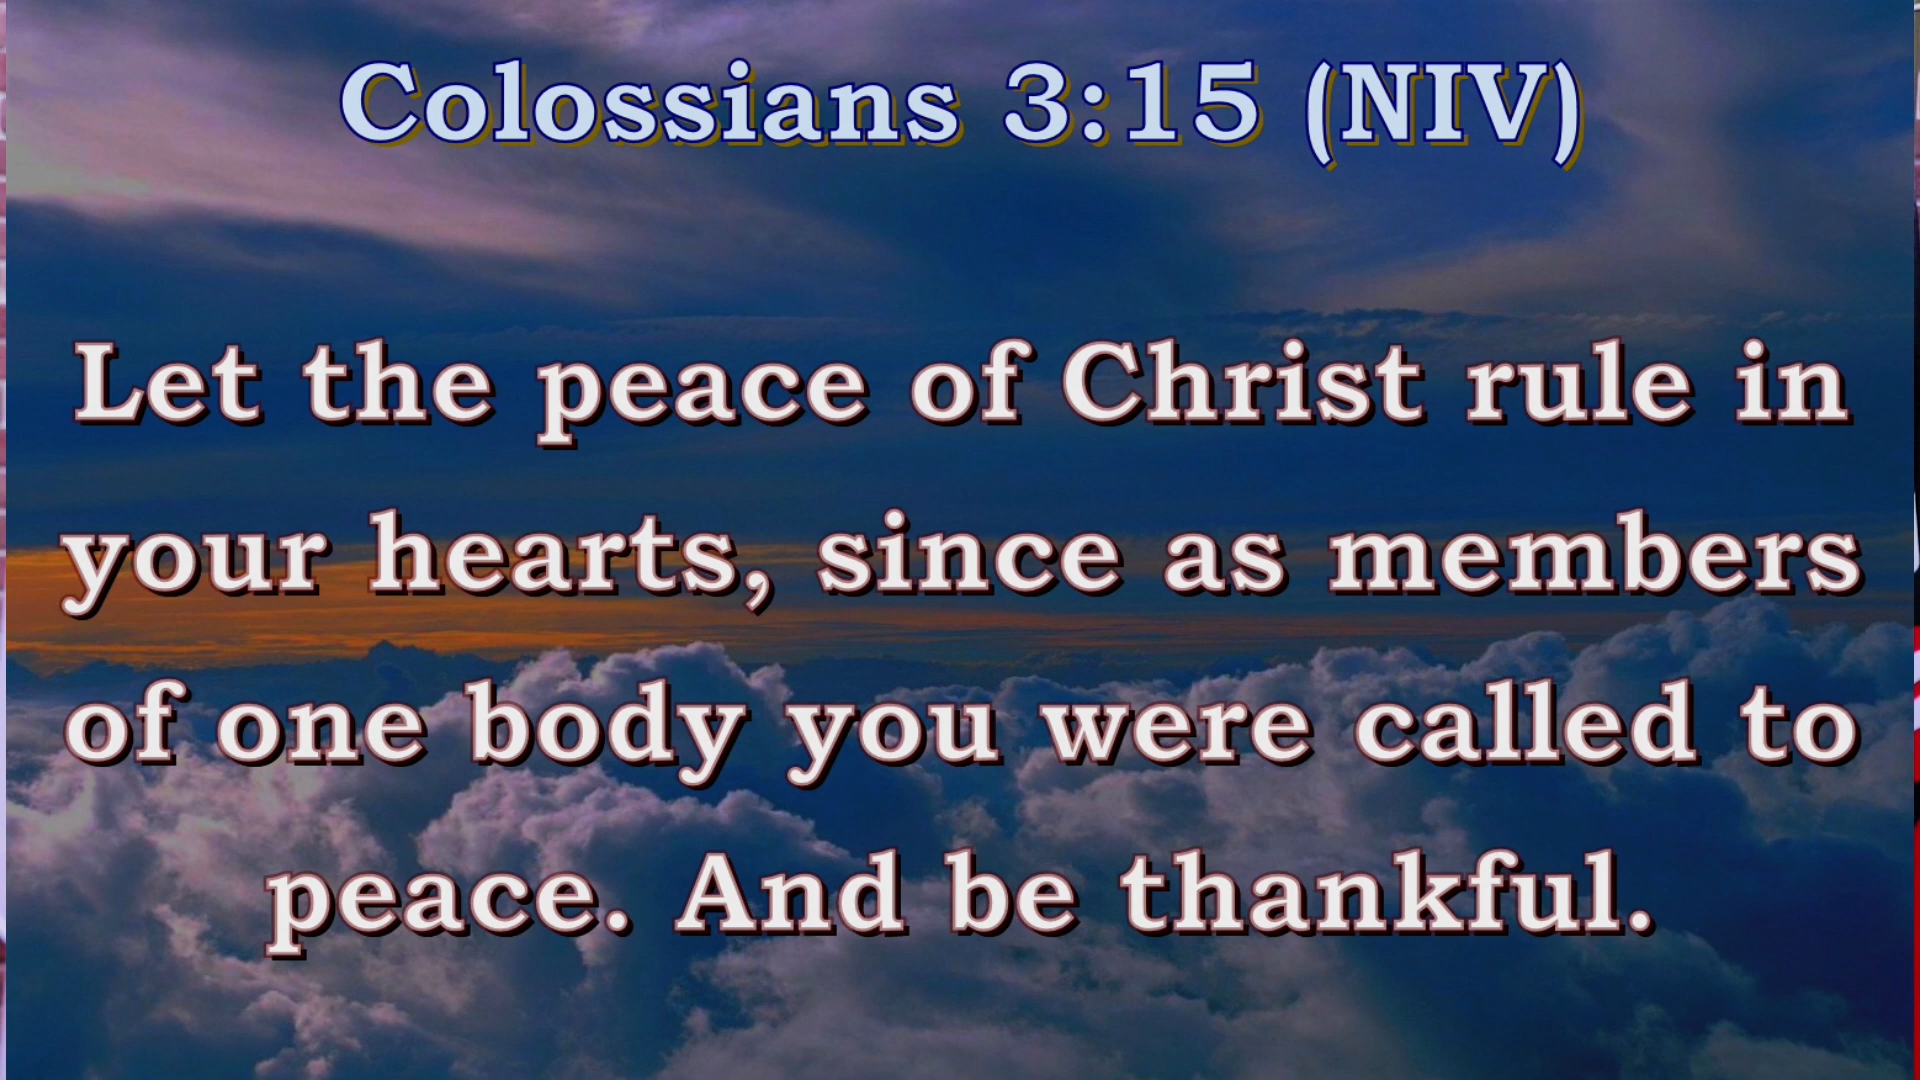 Colossians 3:15 (NIV)
Let the peace of Christ rule in
your hearts, since as members
of one body you were called to
peace. And be thankful.